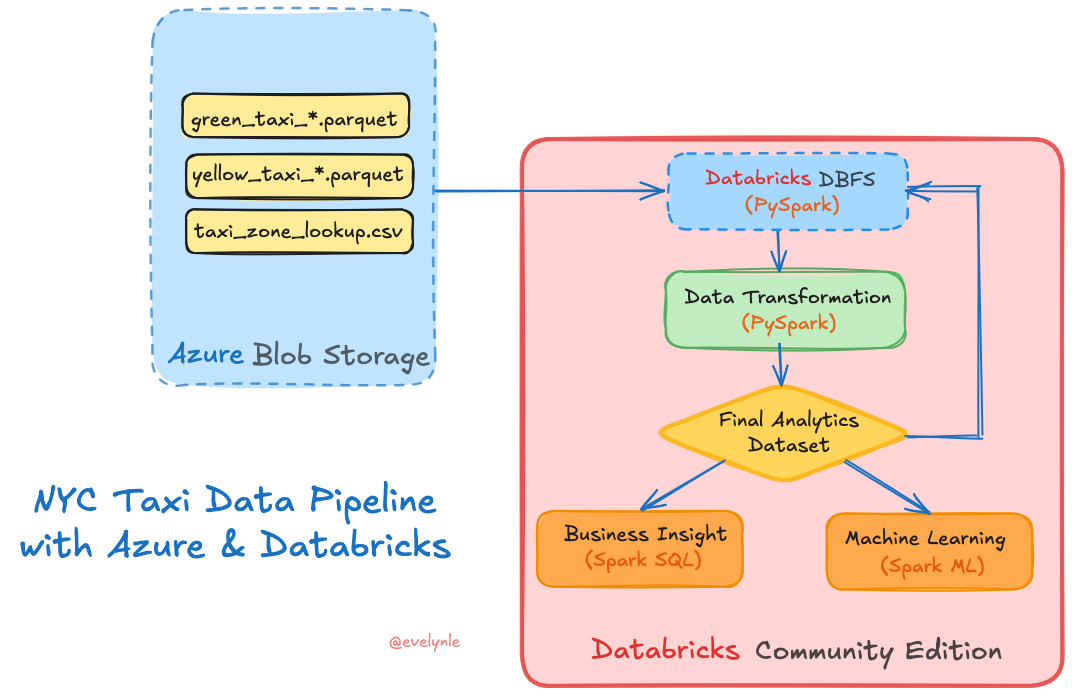 green_taxi_*.parquet
yellow_taxi_*.parquet
taxi_zone_lookup.csv
Azure Blob Storage
NYC Taxi Data Pipeline
with Azure & Databricks
@evelynle
Databricks DBFS
(PySpark)
Data Transformation
(PySpark)
Final Analytics
Dataset
Business Insight
(Spark SQL)
Machine Learning
(Spark ML)
Databricks Community Edition